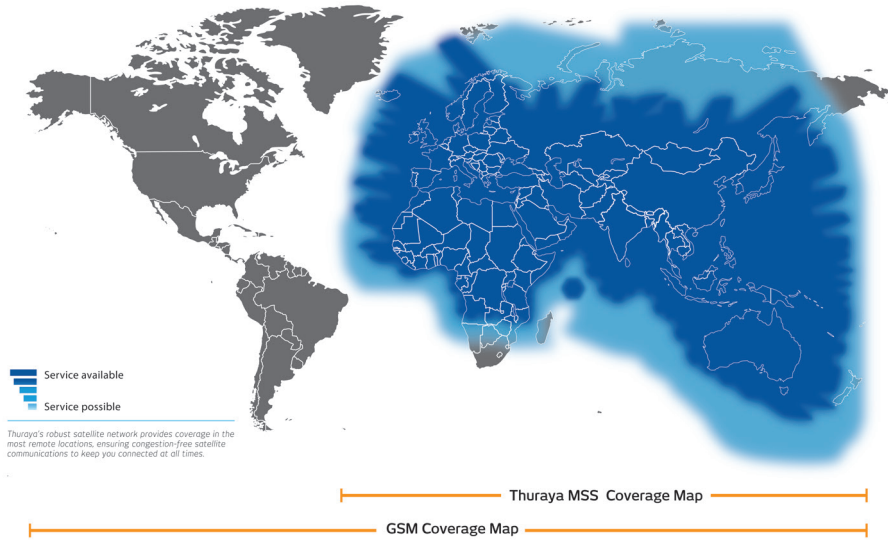 Service available
Service possible
Thuraya's robust satellite network provides coverage in the
most remote locations, ensuring congestion-free satellite
communications to keep you connected at all times.
Thuraya MSS Coverage Map
GSM Coverage Map